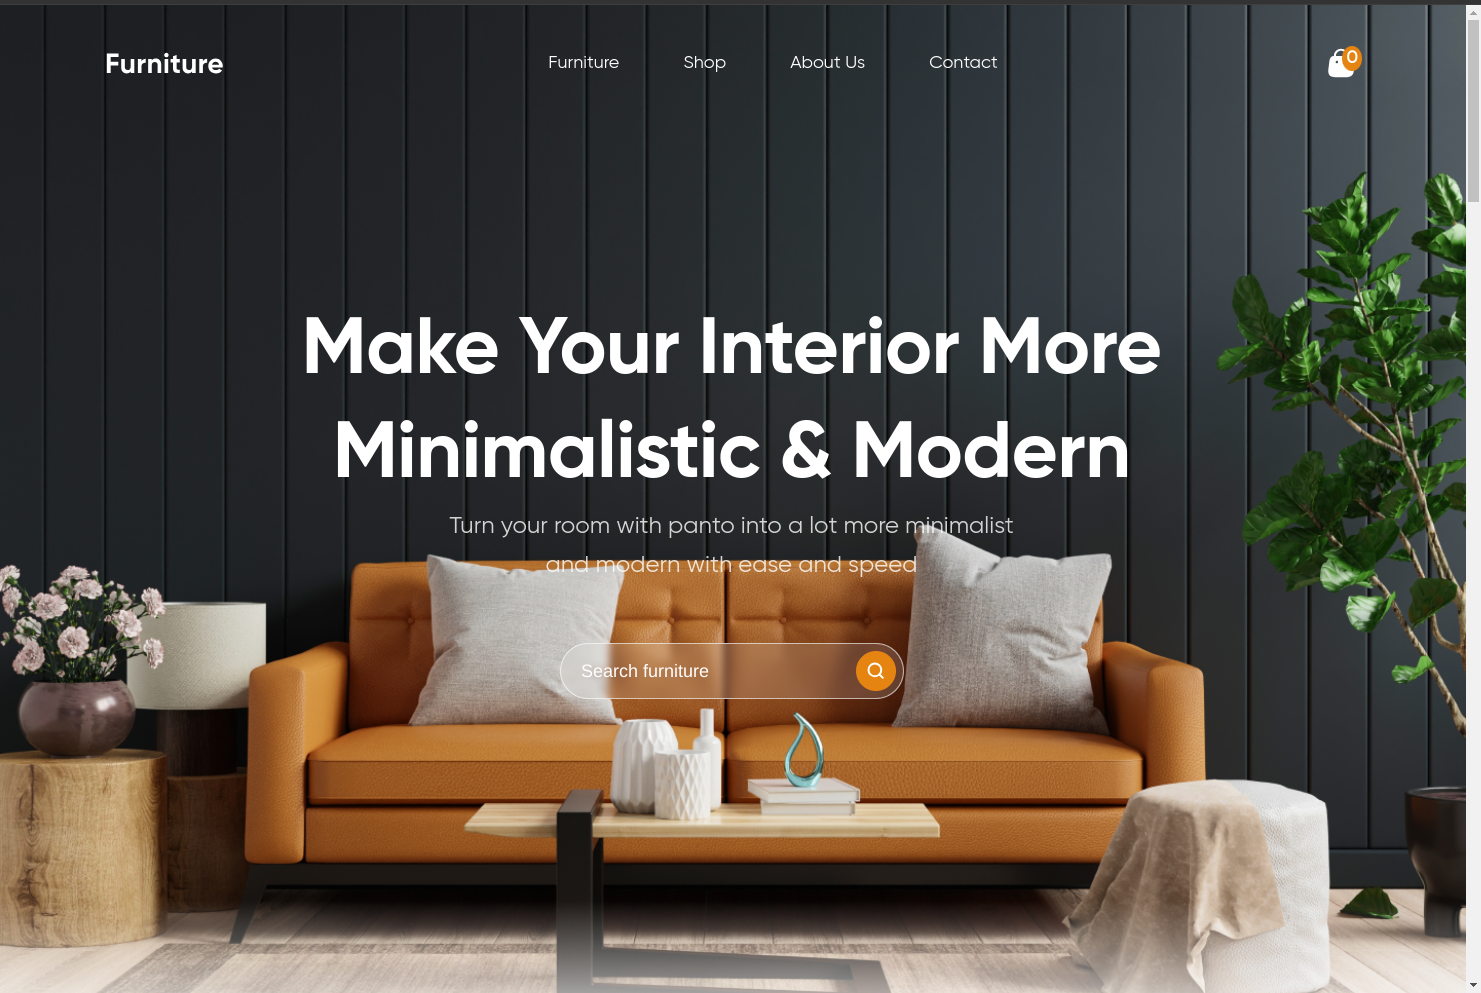 Furniture
Furniture
Shop
About Us
Contact
0
Make Your Interior More
Minimalistic & Modern
Turn your room with panto into a lot more minimalist
and modern with ease and speed
Search furniture